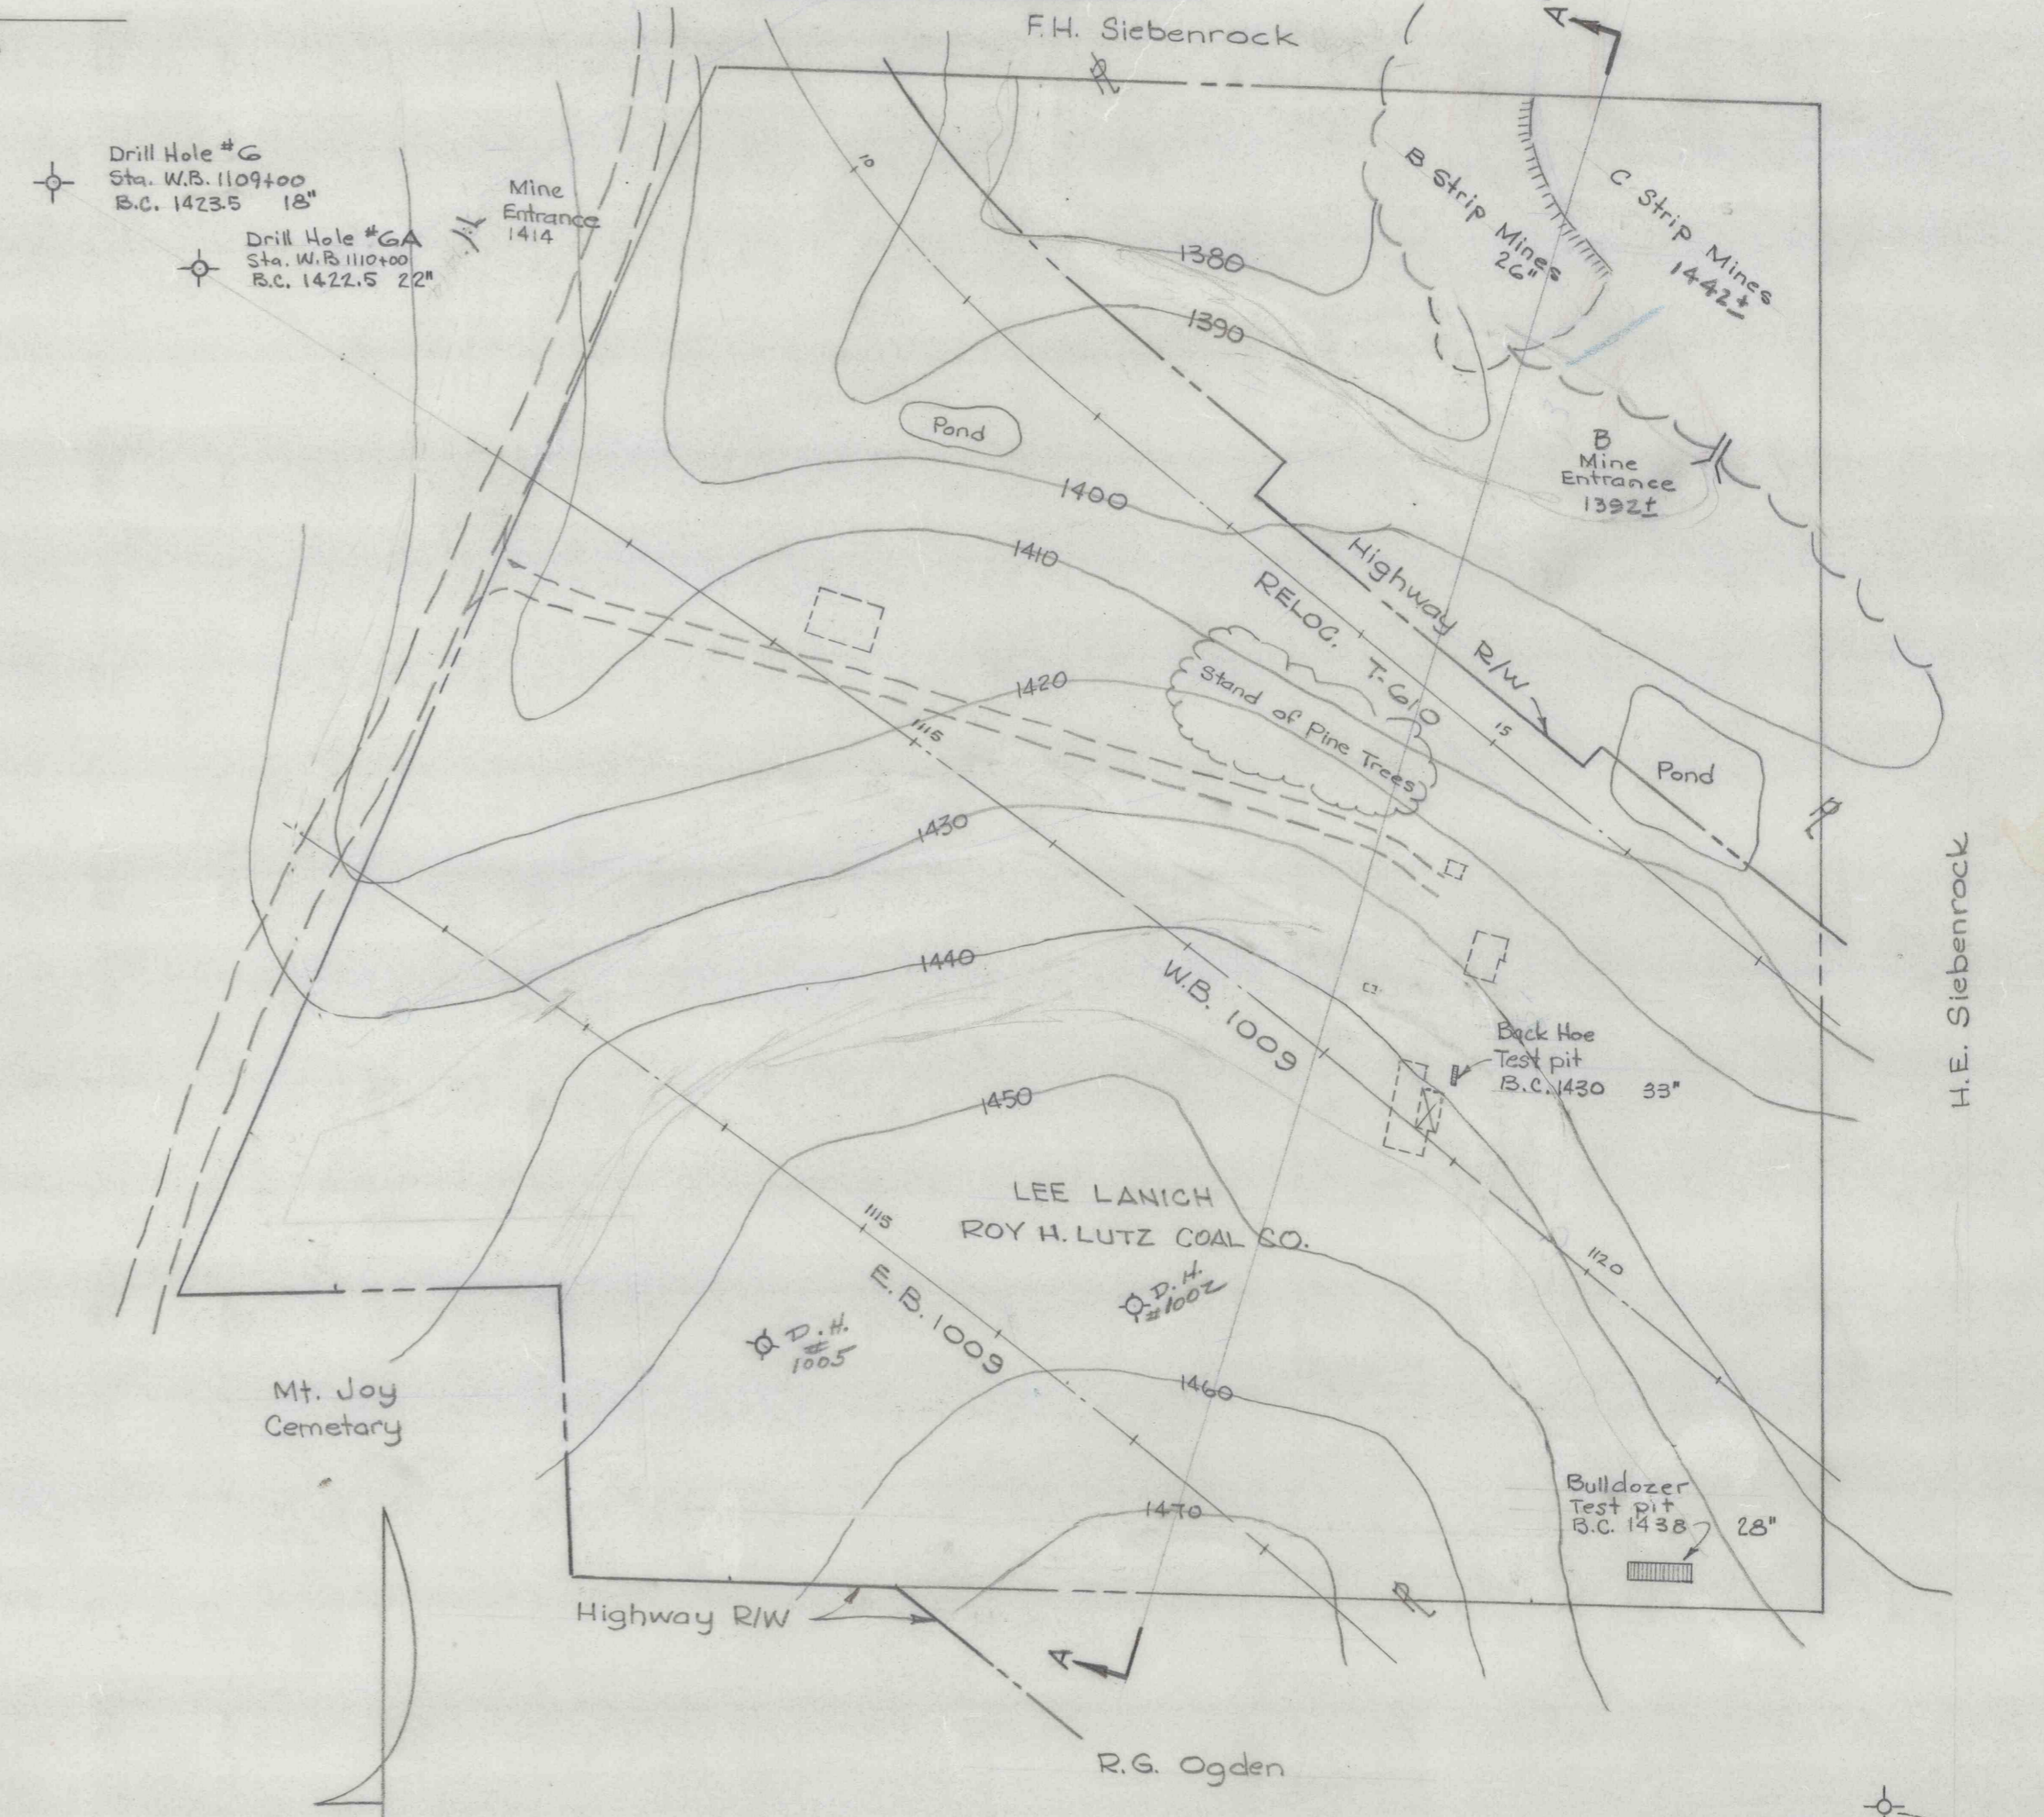 F.H. Siebenrock
A
Drill Hole #6
Sta. W.B. 1109+00
B.C. 1423.5 18"
Drill Hole #6A
Sta. W.B 1110+00
B.C. 1422.5 22"
Mine
Entrance
1414
10
B Strip Mines
26"
C Strip Mines
1442±
1380
1390
Pond
B
Mine
Entrance
1392±
1400
1410
Highway R/W
RELOC. T-610
Stand of Pine Trees
1420
1115
15
Pond
1430
H.E. Siebenrock
1440
W.B. 1009
Back Hoe
Test pit
B.C. 1430 33"
1450
LEE LANICH
ROY H. LUTZ COAL CO.
1115
E.B. 1009
1120
D.H.
#1002
D.H.
#
1005
Mt. Joy
Cemetary
1460
1470
Bulldozer
Test pit
B.C. 1438 28"
Highway R/W
A
R.G. Ogden